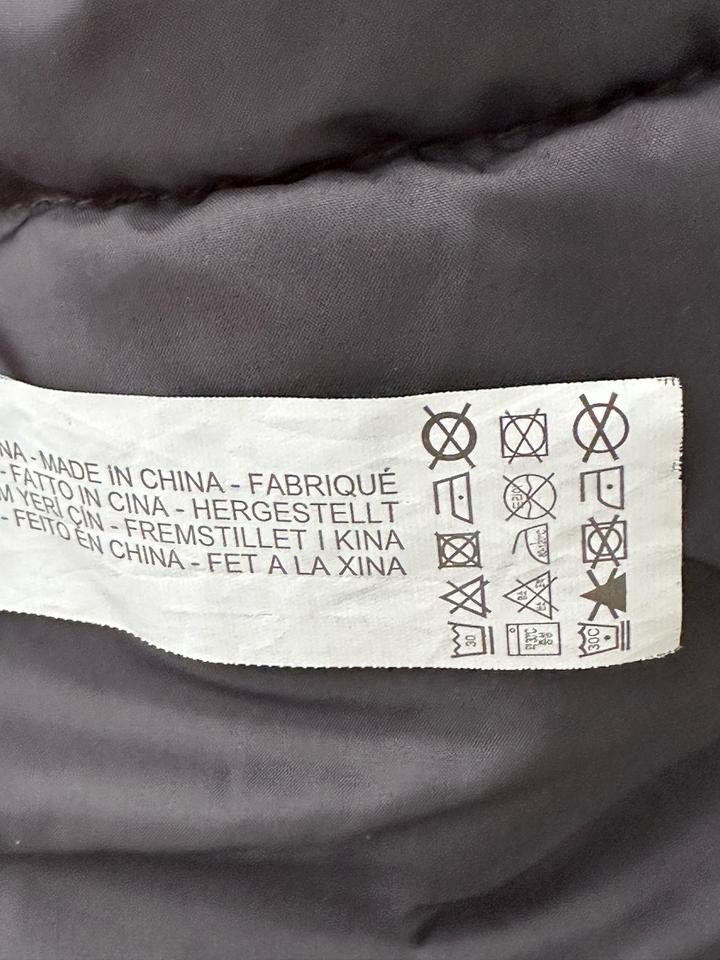 NA - MADE IN CHINA - FABRIQUÉ
- FATTO IN CINA - HERGESTELLT
M YERİ ÇİN - FREMSTILLET I KINA
- FEITO EN CHINA - FET A LA XINA
30
30C